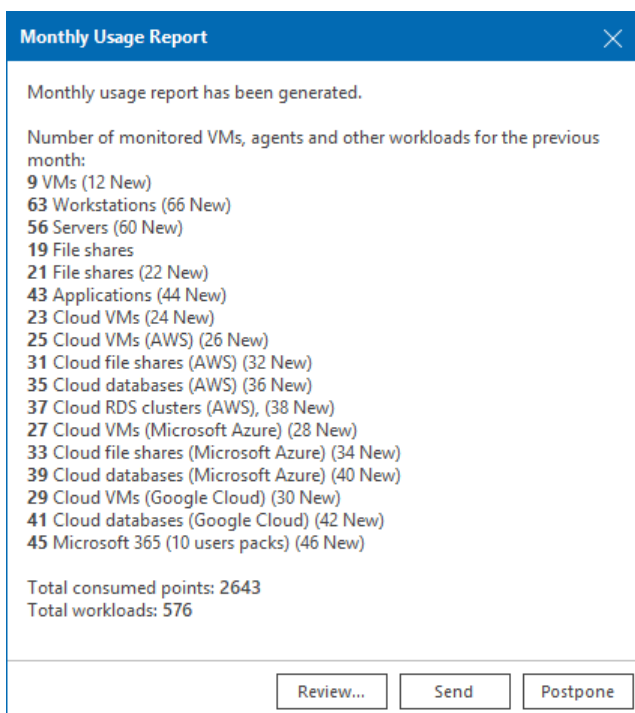 Monthly Usage Report
Monthly usage report has been generated.
Number of monitored VMs, agents and other workloads for the previous
month:
9 VMs (12 New)
63 Workstations (66 New)
56 Servers (60 New)
19 File shares
21 File shares (22 New)
43 Applications (44 New)
23 Cloud VMs (24 New)
25 Cloud VMs (AWS) (26 New)
31 Cloud file shares (AWS) (32 New)
35 Cloud databases (AWS) (36 New)
37 Cloud RDS clusters (AWS), (38 New)
27 Cloud VMs (Microsoft Azure) (28 New)
33 Cloud file shares (Microsoft Azure) (34 New)
39 Cloud databases (Microsoft Azure) (40 New)
29 Cloud VMs (Google Cloud) (30 New)
41 Cloud databases (Google Cloud) (42 New)
45 Microsoft 365 (10 users packs) (46 New)
Total consumed points: 2643
Total workloads: 576
Review... Send Postpone